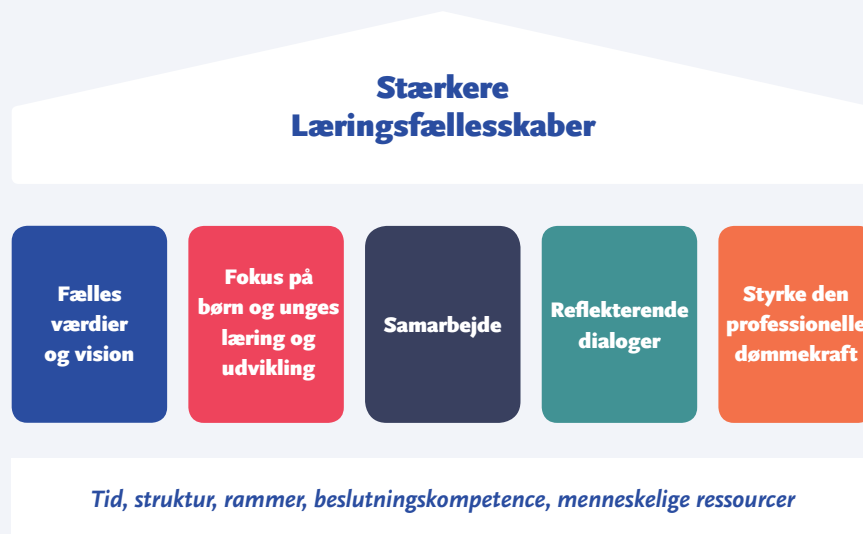 Stærkere
Læringsfællesskaber
Fælles
værdier
og vision
Fokus på
børn og unges
læring og
udvikling
Samarbejde
Reflekterende
dialoger
Styrke den
professionelle
dømmekraft
Tid, struktur, rammer, beslutningskompetence, menneskelige ressourcer